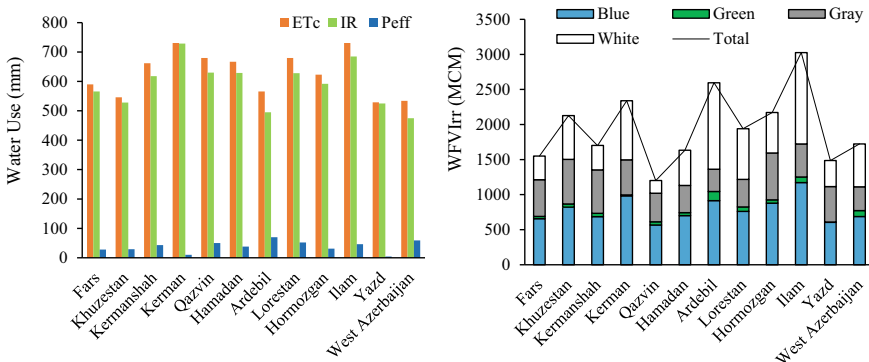 ETc IR Peff
Water Use (mm)
800
700
600
500
400
300
200
100
0
Fars
Khuzestan
Kermanshah
Kerman
Qazvin
Hamadan
Ardebil
Lorestan
Hormozgan
Ilam
Yazd
West Azerbaijan
Blue Green Gray
White Total
WFVIrr (MCM)
3500
3000
2500
2000
1500
1000
500
0
Fars
Khuzestan
Kermanshah
Kerman
Qazvin
Hamadan
Ardebil
Lorestan
Hormozgan
Ilam
Yazd
West Azerbaijan